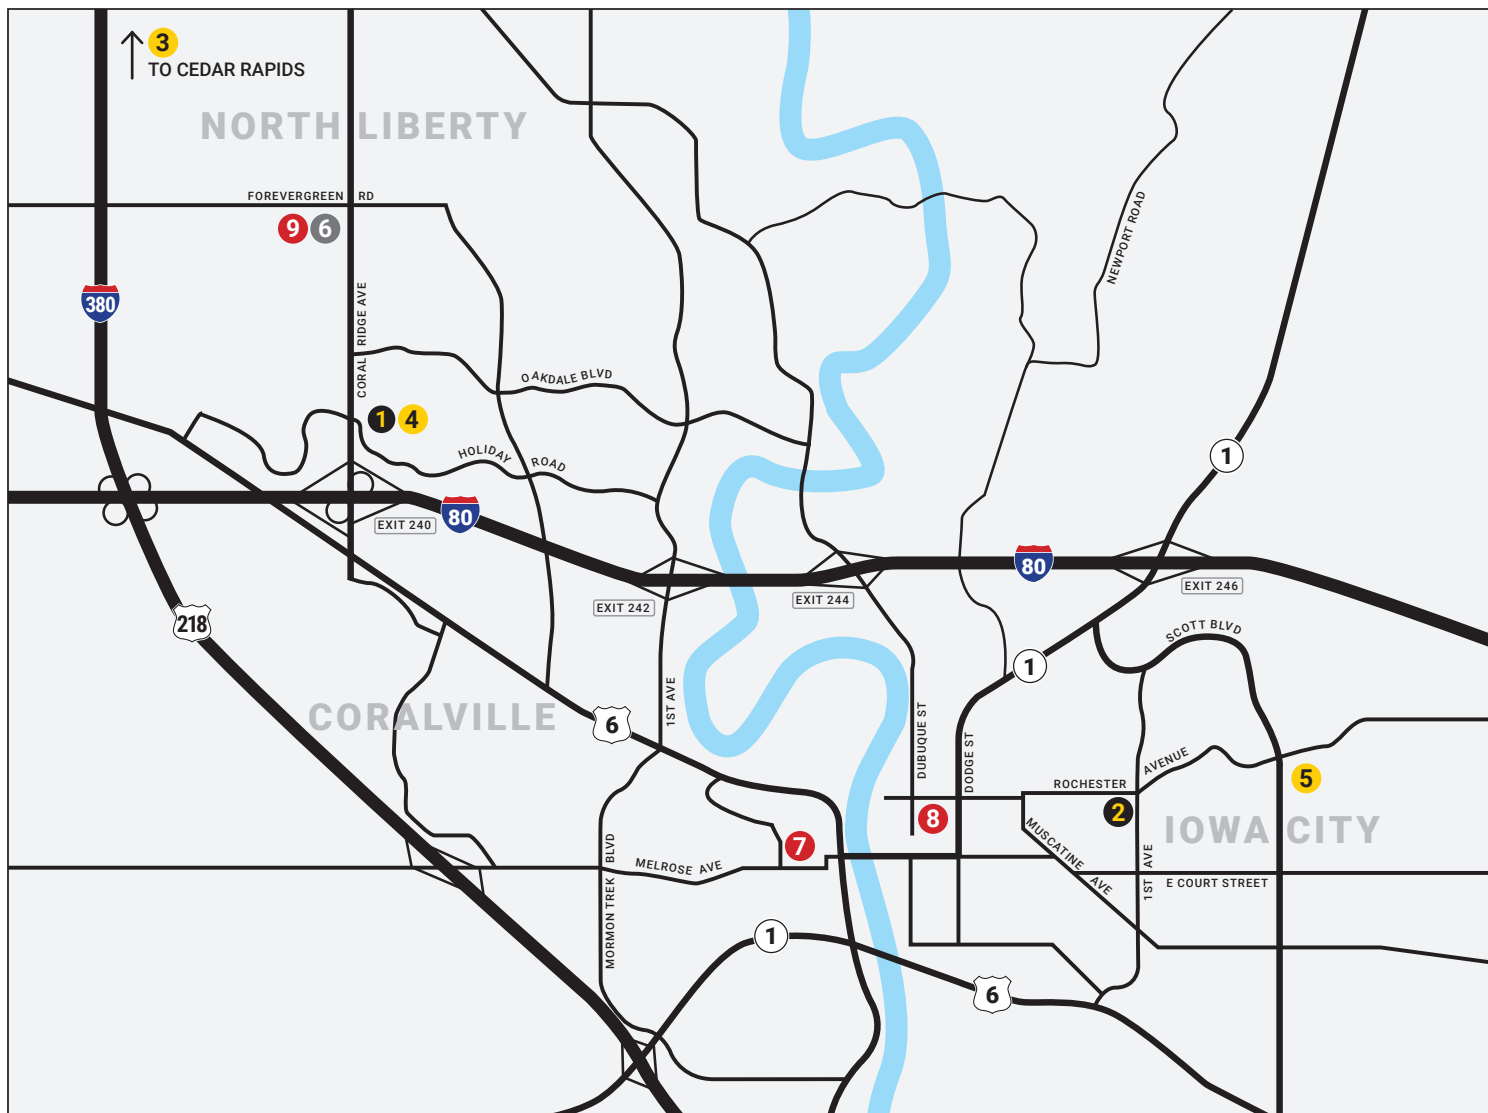 3
TO CEDAR RAPIDS
NORTH LIBERTY
FOREVERGREEN RD
9 6
NEWPORT ROAD
380
CORAL RIDGE AVE
OAKDALE BLVD
1 4
HOLIDAY ROAD
1
80
EXIT 240
80
EXIT 242
EXIT 244
EXIT 246
218
SCOTT BLVD
1
CORALVILLE
6
1ST AVE
DUBUQUE ST
DODGE ST
ROCHESTER AVENUE
5
2
8
IOWA CITY
7
MUSCATINE AVE
MELROSE AVE
MORMON TREK BLVD
1ST AVE
E COURT STREET
1
6